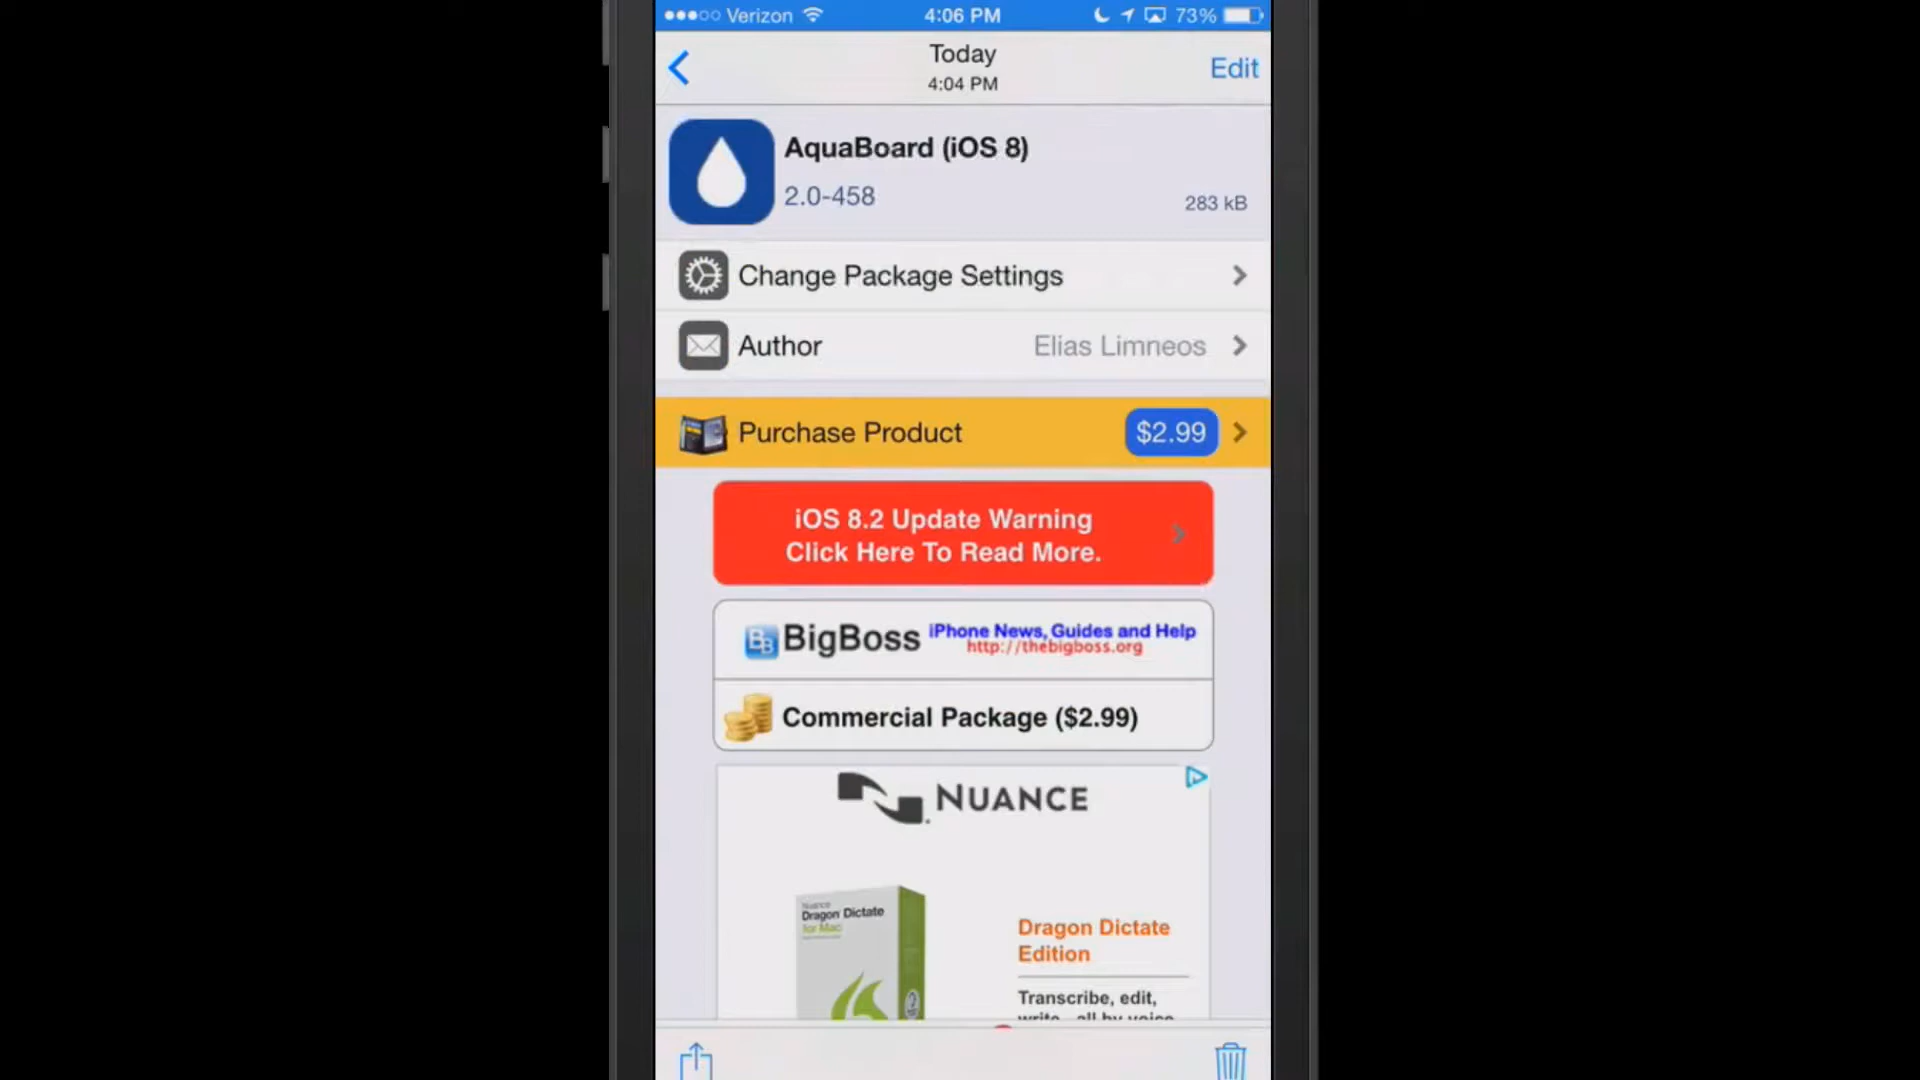 Verizon 4:06 PM 73%
Today
4:04 PM
Edit
AquaBoard (iOS 8)
2.0-458
283 kB
Change Package Settings
Author Elias Limneos
Purchase Product $2.99
iOS 8.2 Update Warning
Click Here To Read More.
BB BigBoss iPhone News, Guides and Help
http://thebigboss.org
Commercial Package ($2.99)
NUANCE
Nuance
Dragon Dictate
for Mac
Dragon Dictate
Edition
Transcribe, edit,
write all by voice